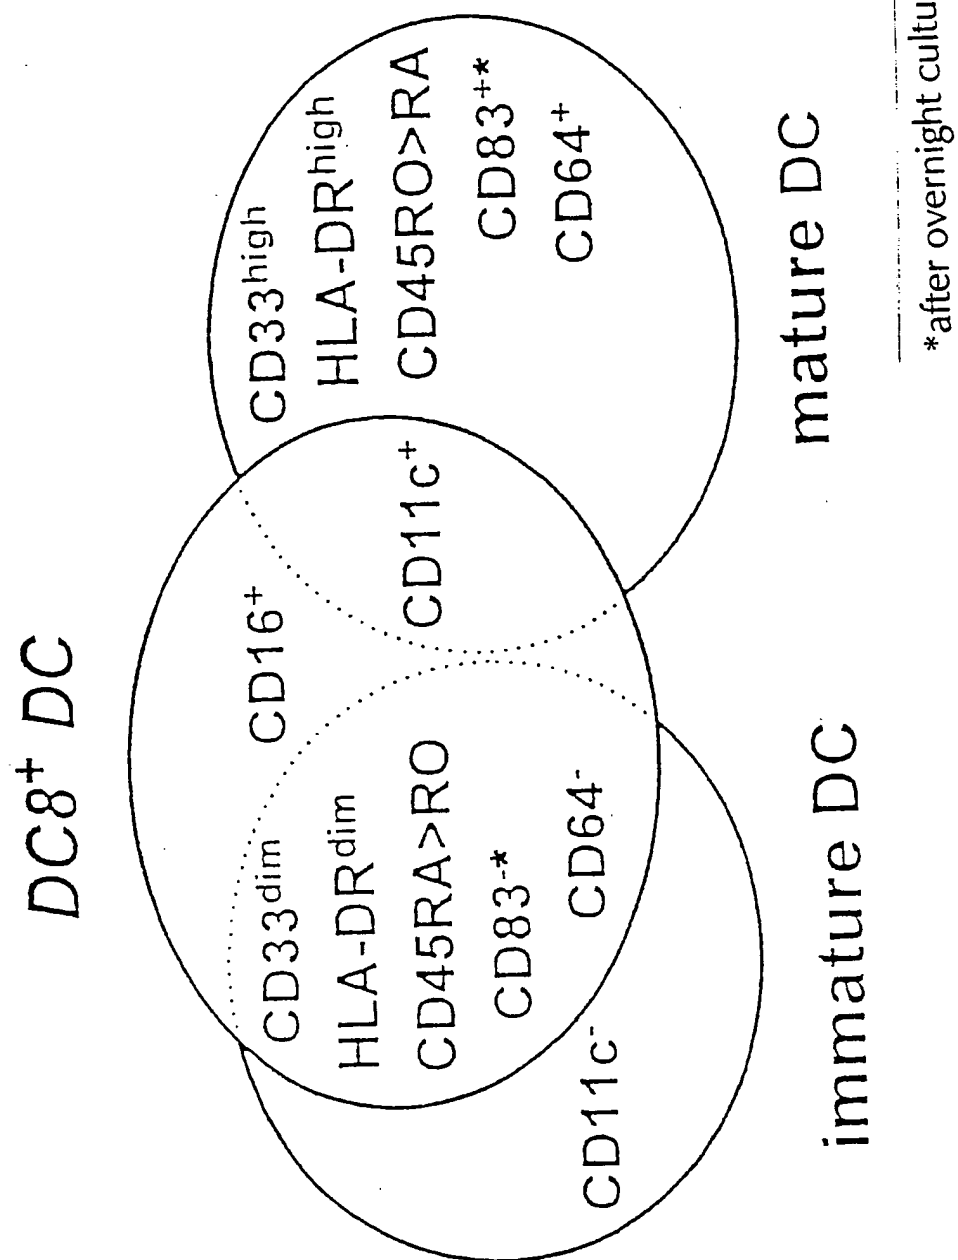 DC8⁺ DC
CD33ᵈⁱᵐ
HLA-DRᵈⁱᵐ
CD45RA>RO
CD83⁻*
CD64⁻
CD11c⁻
CD16⁺
CD11c⁺
CD33ʰⁱᵍʰ
HLA-DRʰⁱᵍʰ
CD45RO>RA
CD83⁺*
CD64⁺
immature DC
mature DC
*after overnight cultu